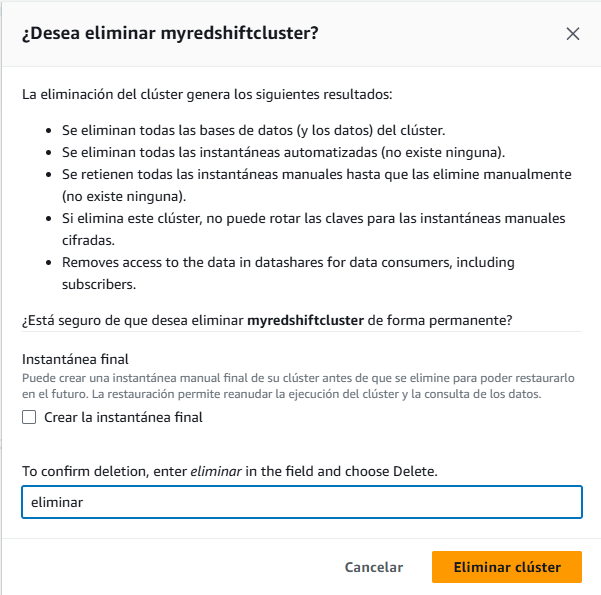 ¿Desea eliminar myredshiftcluster?
La eliminación del clúster genera los siguientes resultados:
• Se eliminan todas las bases de datos (y los datos) del clúster.
• Se eliminan todas las instantáneas automatizadas (no existe ninguna).
• Se retienen todas las instantáneas manuales hasta que las elimine manualmente
(no existe ninguna).
• Si elimina este clúster, no puede rotar las claves para las instantáneas manuales
cifradas.
• Removes access to the data in datashares for data consumers, including
subscribers.
¿Está seguro de que desea eliminar myredshiftcluster de forma permanente?
Instantánea final
Puede crear una instantánea manual final de su clúster antes de que se elimine para poder restaurarlo
en el futuro. La restauración permite reanudar la ejecución del clúster y la consulta de los datos.
Crear la instantánea final
To confirm deletion, enter eliminar in the field and choose Delete.
eliminar
Cancelar
Eliminar clúster